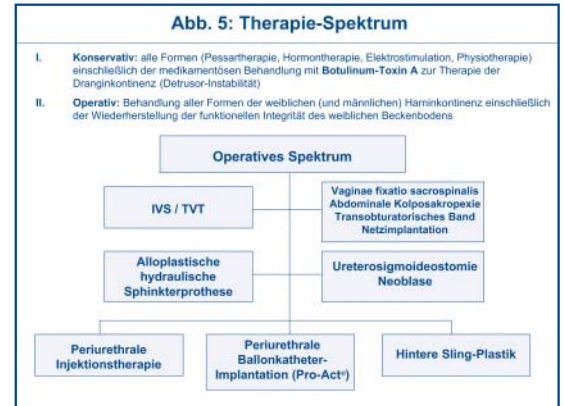 Abb. 5: Therapie-Spektrum
I. Konservativ: alle Formen (Pessartherapie, Hormontherapie, Elektrostimulation, Physiotherapie)
einschließlich der medikamentösen Behandlung mit Botulinum-Toxin A zur Therapie der
Dranginkontinenz (Detrusor-Instabilität)
II. Operativ: Behandlung aller Formen der weiblichen (und männlichen) Harninkontinenz einschließlich
der Wiederherstellung der funktionellen Integrität des weiblichen Beckenbodens
Operatives Spektrum
IVS / TVT
Vaginae fixatio sacrospinalis
Abdominale Kolposakropexie
Transobturatorisches Band
Netzimplantation
Alloplastische
hydraulische
Sphinkterprothese
Ureterosigmoideostomie
Neoblase
Periurethrale
Injektionstherapie
Periurethrale
Ballonkatheter-
Implantation (Pro-Act®)
Hintere Sling-Plastik